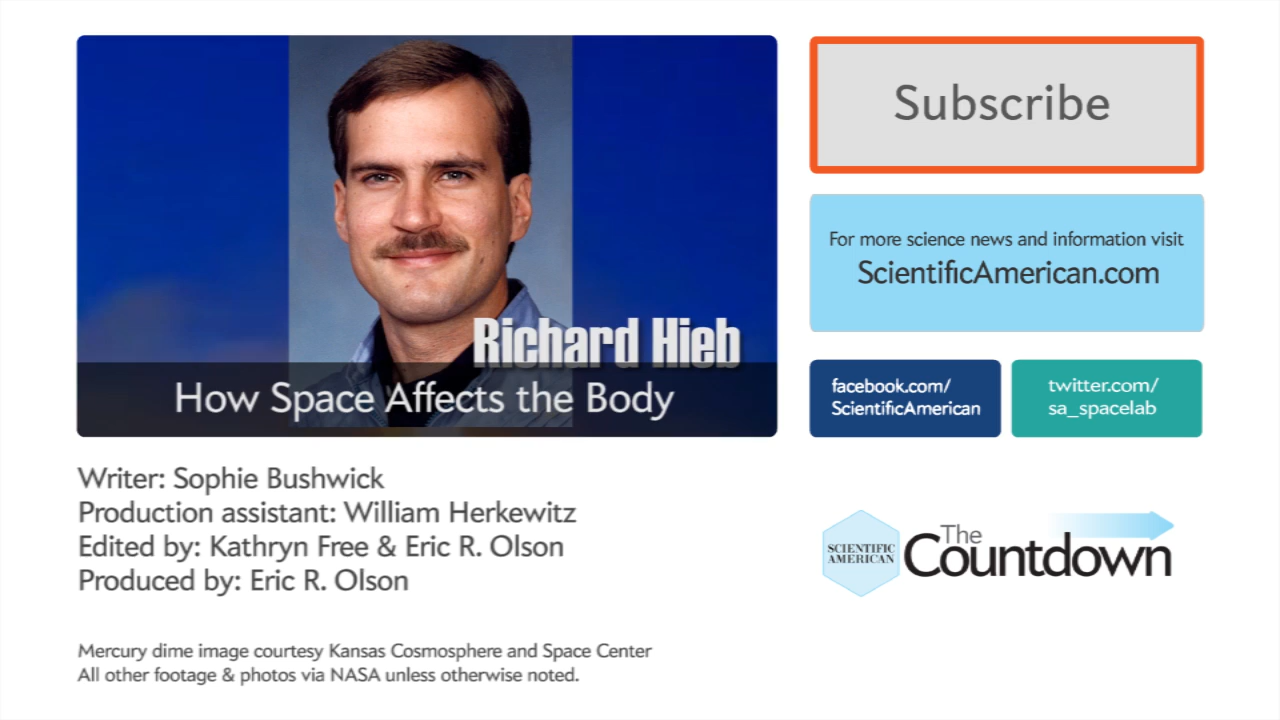 Richard Hieb
How Space Affects the Body
Subscribe
For more science news and information visit
ScientificAmerican.com
facebook.com/
ScientificAmerican
twitter.com/
sa_spacelab
Writer: Sophie Bushwick
Production assistant: William Herkewitz
Edited by: Kathryn Free & Eric R. Olson
Produced by: Eric R. Olson
SCIENTIFIC
AMERICAN
The
Countdown
Mercury dime image courtesy Kansas Cosmosphere and Space Center
All other footage & photos via NASA unless otherwise noted.